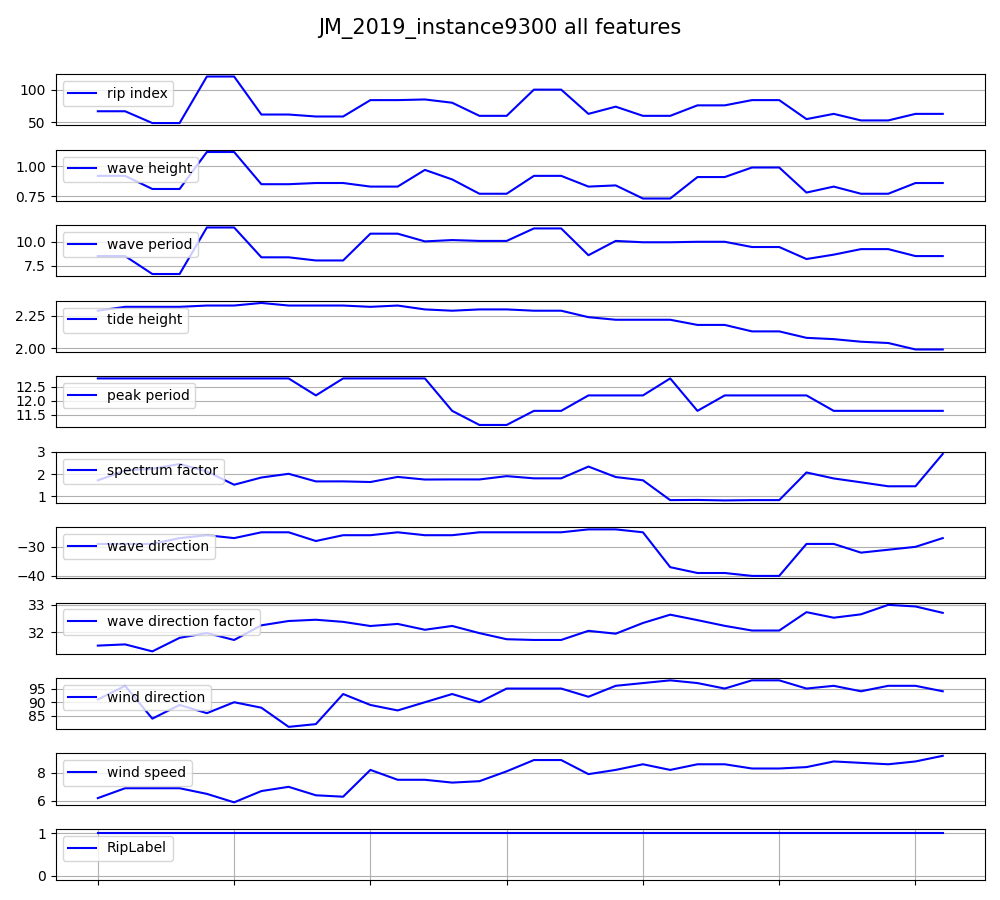 JM_2019_instance9300 all features
100
50
rip index
1.00
0.75
wave height
10.0
7.5
wave period
2.25
2.00
tide height
12.5
12.0
11.5
peak period
3
2
1
spectrum factor
−30
−40
wave direction
33
32
wave direction factor
95
90
85
wind direction
8
6
wind speed
1
0
RipLabel